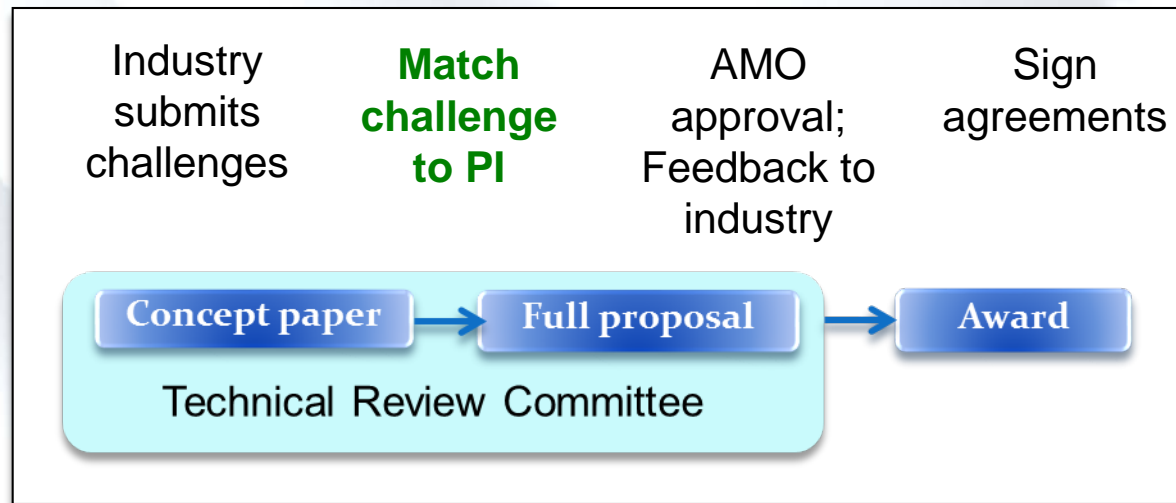 Industry
submits
challenges
Match
challenge
to PI
AMO
approval;
Feedback to
industry
Sign
agreements
Concept paper
Full proposal
Award
Technical Review Committee